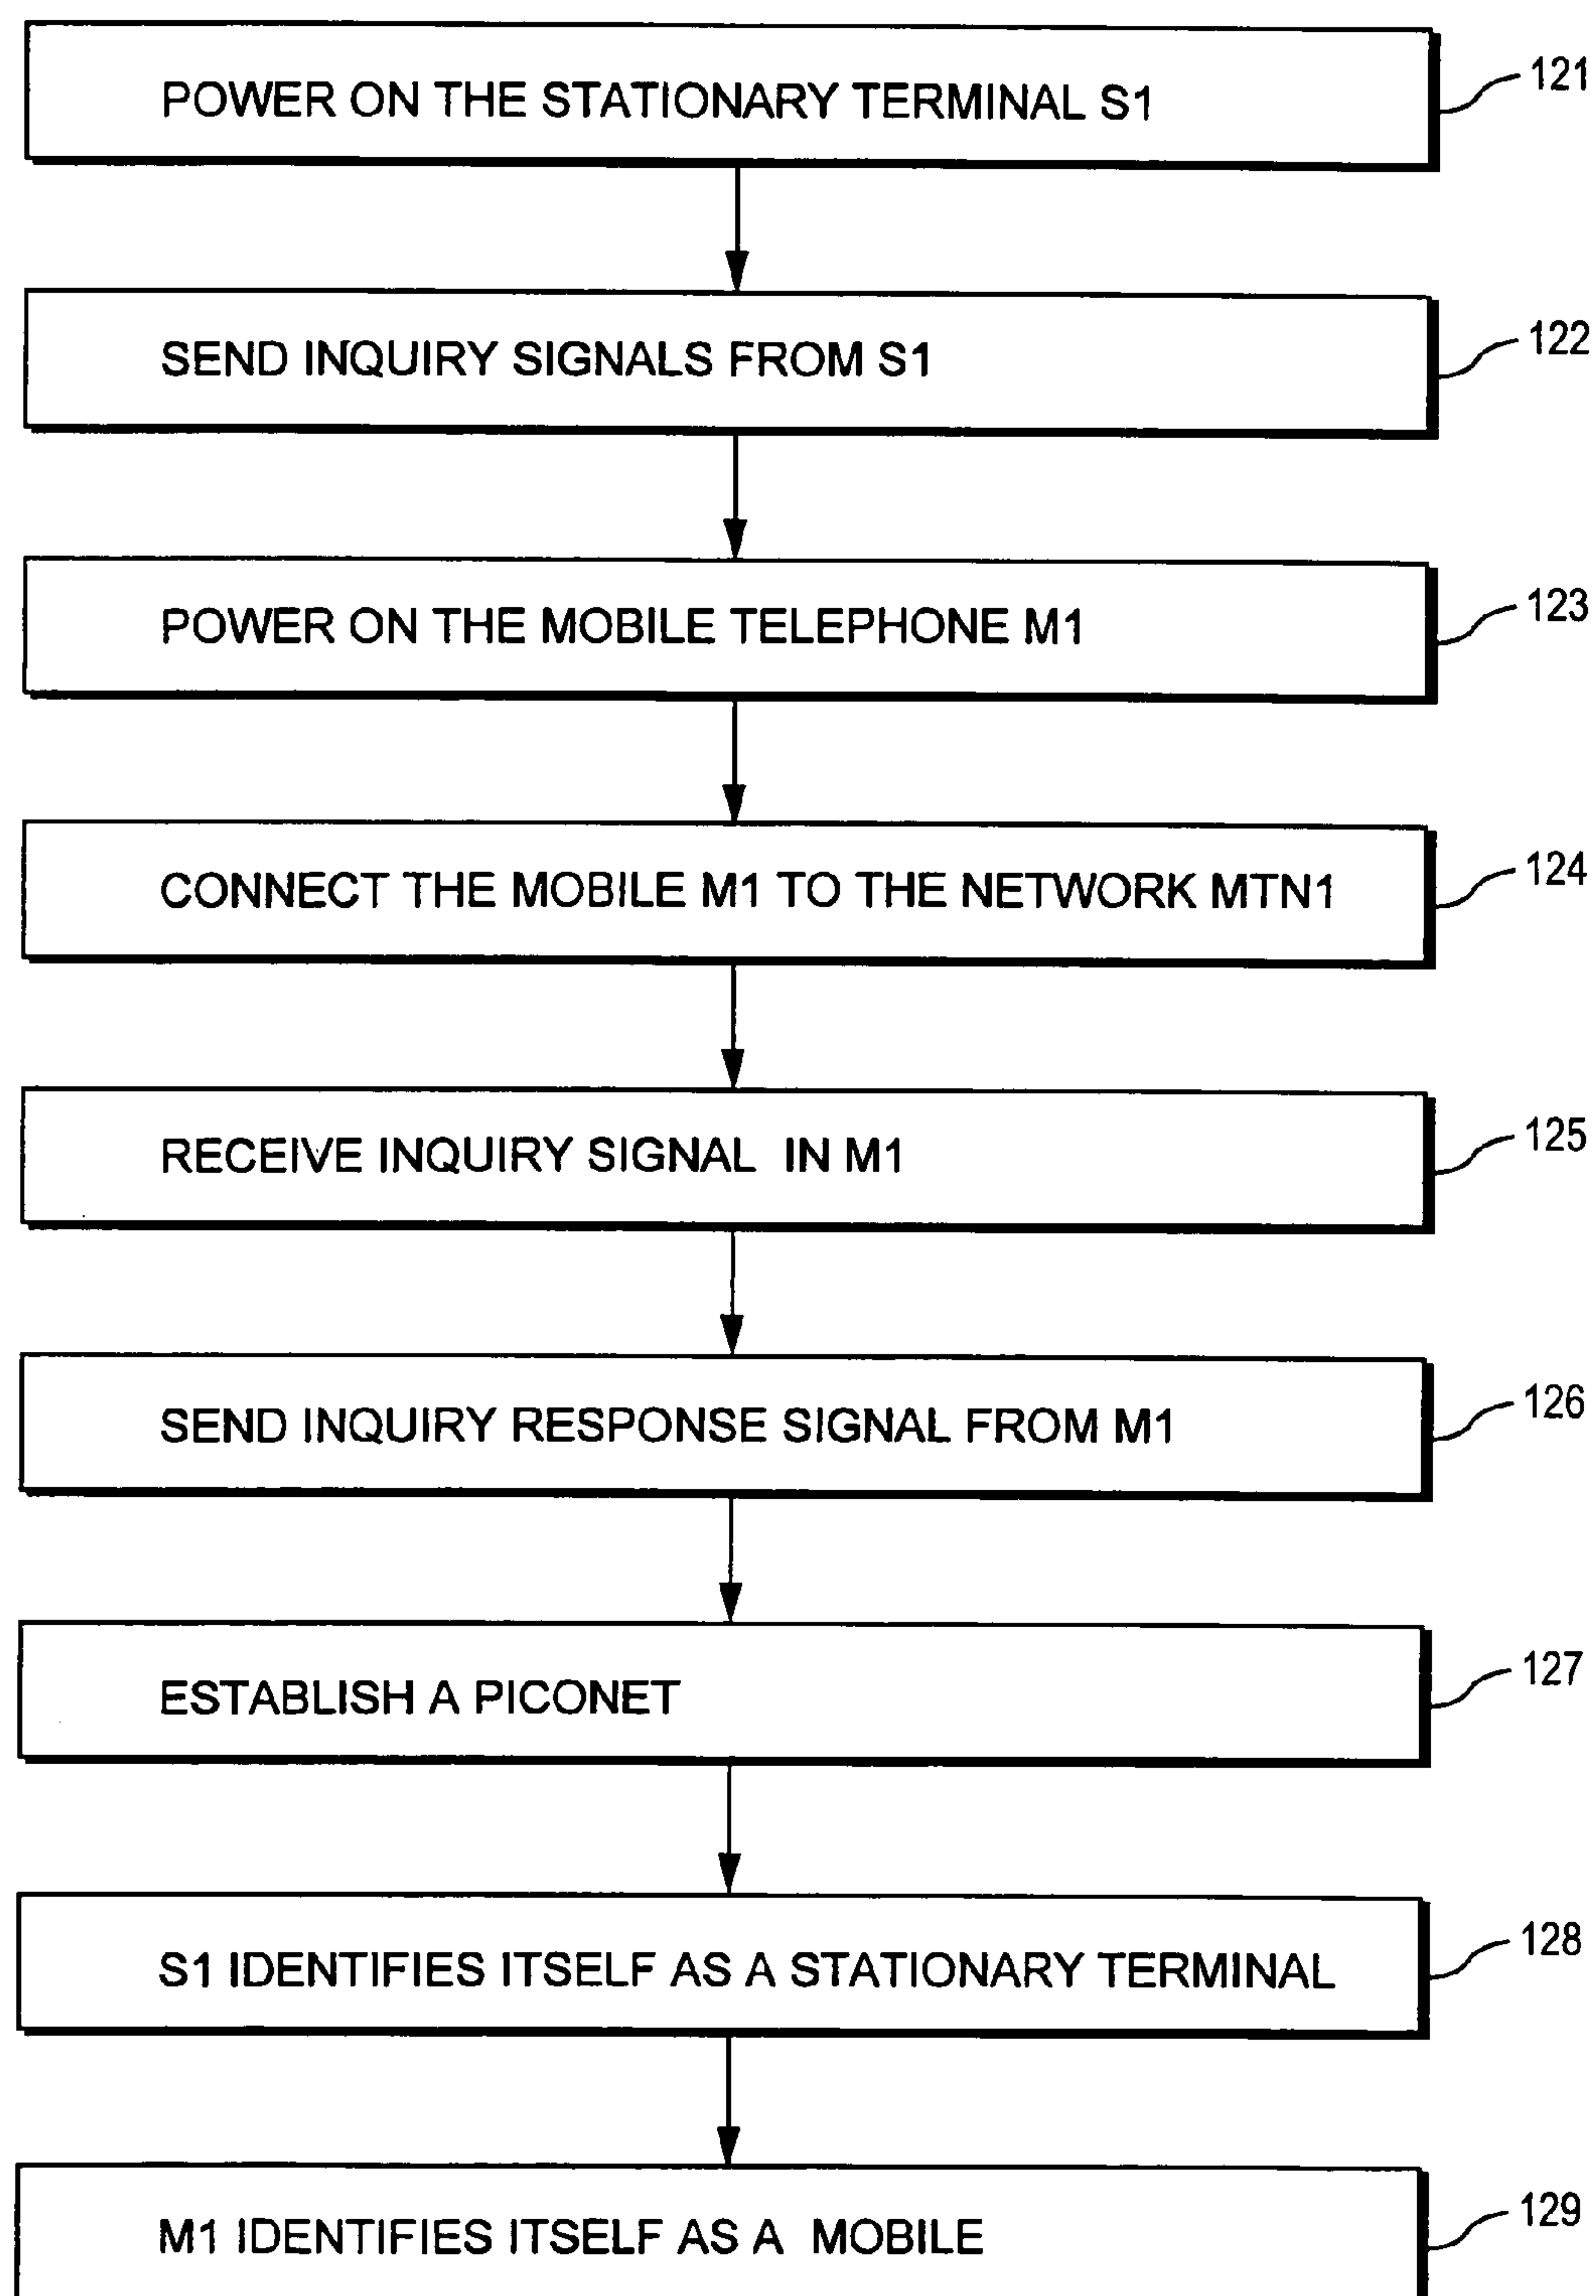 POWER ON THE STATIONARY TERMINAL S1
121
SEND INQUIRY SIGNALS FROM S1
122
POWER ON THE MOBILE TELEPHONE M1
123
CONNECT THE MOBILE M1 TO THE NETWORK MTN1
124
RECEIVE INQUIRY SIGNAL IN M1
125
SEND INQUIRY RESPONSE SIGNAL FROM M1
126
ESTABLISH A PICONET
127
S1 IDENTIFIES ITSELF AS A STATIONARY TERMINAL
128
M1 IDENTIFIES ITSELF AS A MOBILE
129